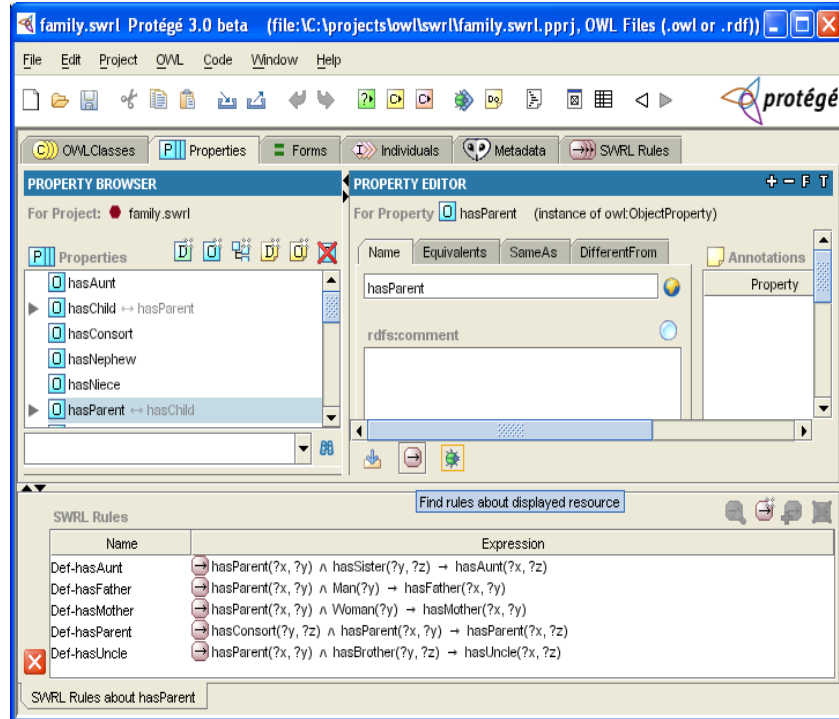 family.swrl Protégé 3.0 beta (file:\C:\projects\owl\swrl\family.swrl.pprj, OWL Files (.owl or .rdf))
File Edit Project OWL Code Window Help
protégé
OWLClasses Properties Forms Individuals Metadata SWRL Rules
PROPERTY BROWSER
For Project: family.swrl
Properties
O hasAunt
O hasChild ↔ hasParent
O hasConsort
O hasNephew
O hasNiece
O hasParent ↔ hasChild
PROPERTY EDITOR
+ − F T
For Property O hasParent (instance of owl:ObjectProperty)
Name Equivalents SameAs DifferentFrom
hasParent
rdfs:comment
Annotations
Property
Find rules about displayed resource
SWRL Rules
Name Expression
Def-hasAunt hasParent(?x, ?y) ∧ hasSister(?y, ?z) → hasAunt(?x, ?z)
Def-hasFather hasParent(?x, ?y) ∧ Man(?y) → hasFather(?x, ?y)
Def-hasMother hasParent(?x, ?y) ∧ Woman(?y) → hasMother(?x, ?y)
Def-hasParent hasConsort(?y, ?z) ∧ hasParent(?x, ?y) → hasParent(?x, ?z)
Def-hasUncle hasParent(?x, ?y) ∧ hasBrother(?y, ?z) → hasUncle(?x, ?z)
SWRL Rules about hasParent